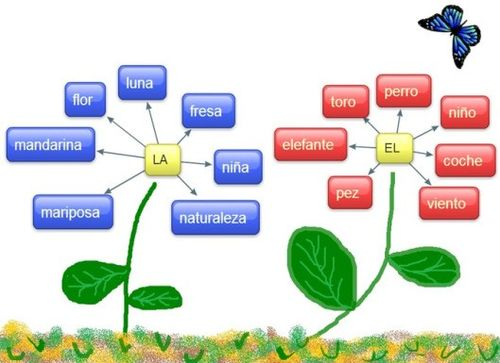 luna
flor
fresa
mandarina
LA
niña
mariposa
naturaleza
perro
toro
niño
elefante
EL
coche
pez
viento